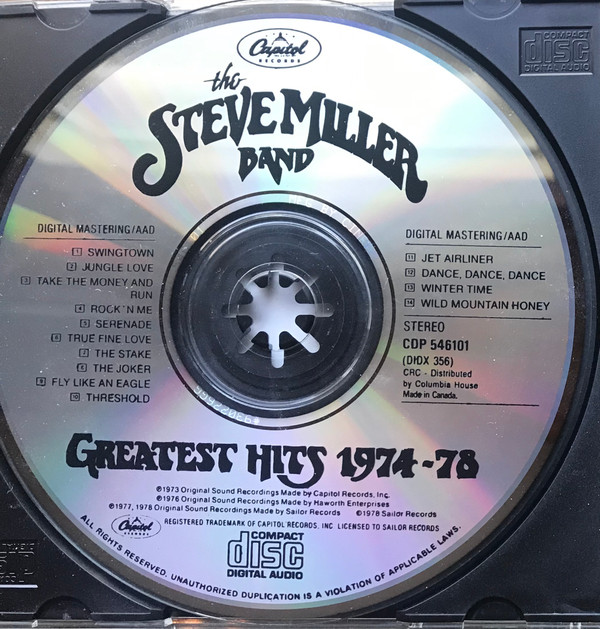 Capitol
RECORDS
the
STEVE MILLER
BAND
DIGITAL MASTERING/AAD
1 SWINGTOWN
2 JUNGLE LOVE
3 TAKE THE MONEY AND
RUN
4 ROCK'N ME
5 SERENADE
6 TRUE FINE LOVE
7 THE STAKE
8 THE JOKER
9 FLY LIKE AN EAGLE
10 THRESHOLD
DIGITAL MASTERING/AAD
11 JET AIRLINER
12 DANCE, DANCE, DANCE
13 WINTER TIME
14 WILD MOUNTAIN HONEY
STEREO
CDP 546101
(DIDX 356)
CRC - Distributed
by Columbia House
Made in Canada.
GREATEST HITS 1974-78
℗1973 Original Sound Recordings Made by Capitol Records, Inc.
℗1976 Original Sound Recordings Made by Haworth Enterprises
℗1977, 1978 Original Sound Recordings Made by Sailor Records ©1978 Sailor Records
Capitol
RECORDS
REGISTERED TRADEMARK OF CAPITOL RECORDS, INC LICENSED TO SAILOR RECORDS
COMPACT
disc
DIGITAL AUDIO
ALL RIGHTS RESERVED. UNAUTHORIZED DUPLICATION IS A VIOLATION OF APPLICABLE LAWS.
COMPACT
disc
DIGITAL AUDIO